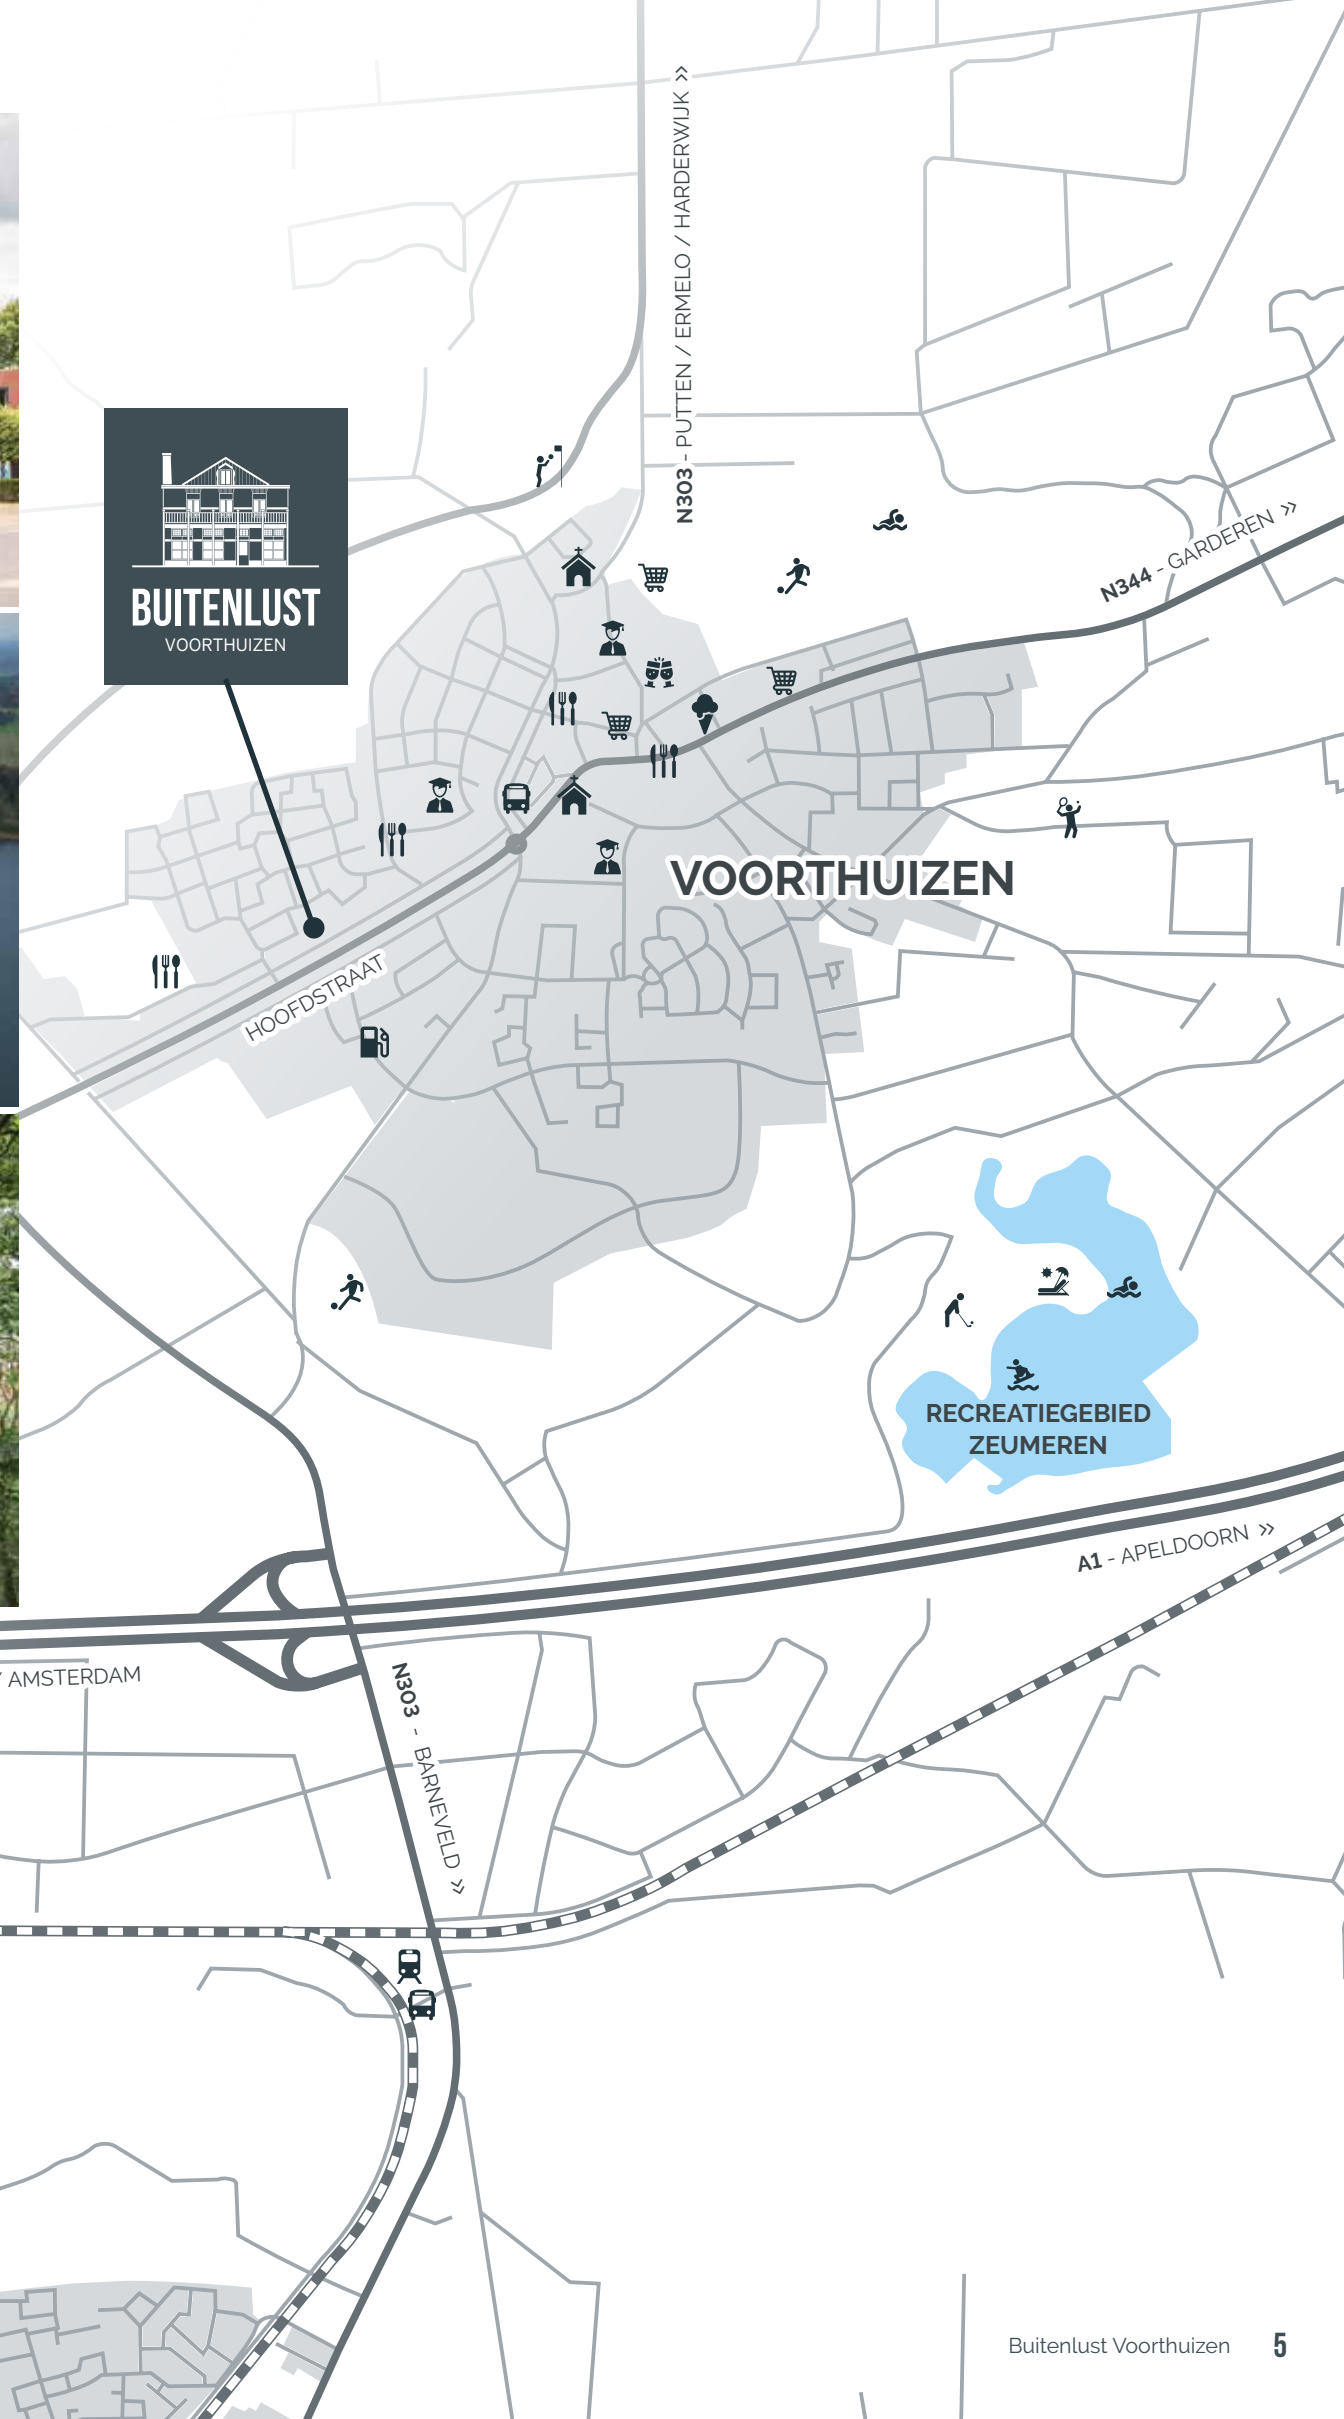 N303 - PUTTEN / ERMELO / HARDERWIJK »
BUITENLUST
VOORTHUIZEN
N344 - GARDEREN »
VOORTHUIZEN
HOOFDSTRAAT
RECREATIEGEBIED
ZEUMEREN
A1 - APELDOORN »
/ AMSTERDAM
N303 - BARNEVELD »
Buitenlust Voorthuizen 5